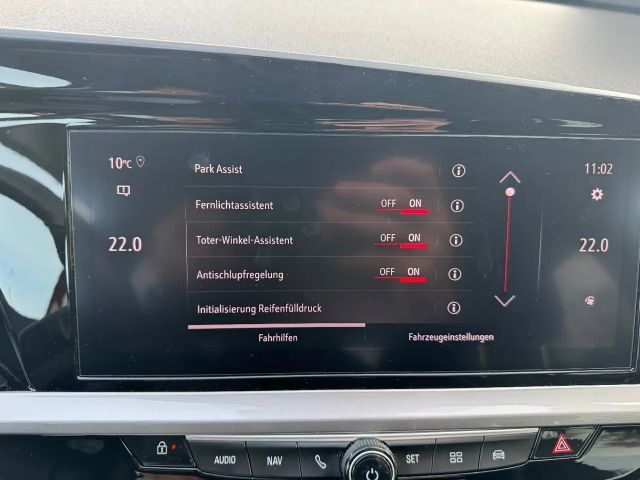 10°C
11:02
Park Assist
Fernlichtassistent OFF ON
22.0
Toter-Winkel-Assistent OFF ON
22.0
Antischlupfregelung OFF ON
Initialisierung Reifenfülldruck
Fahrhilfen Fahrzeugeinstellungen
AUDIO NAV SET